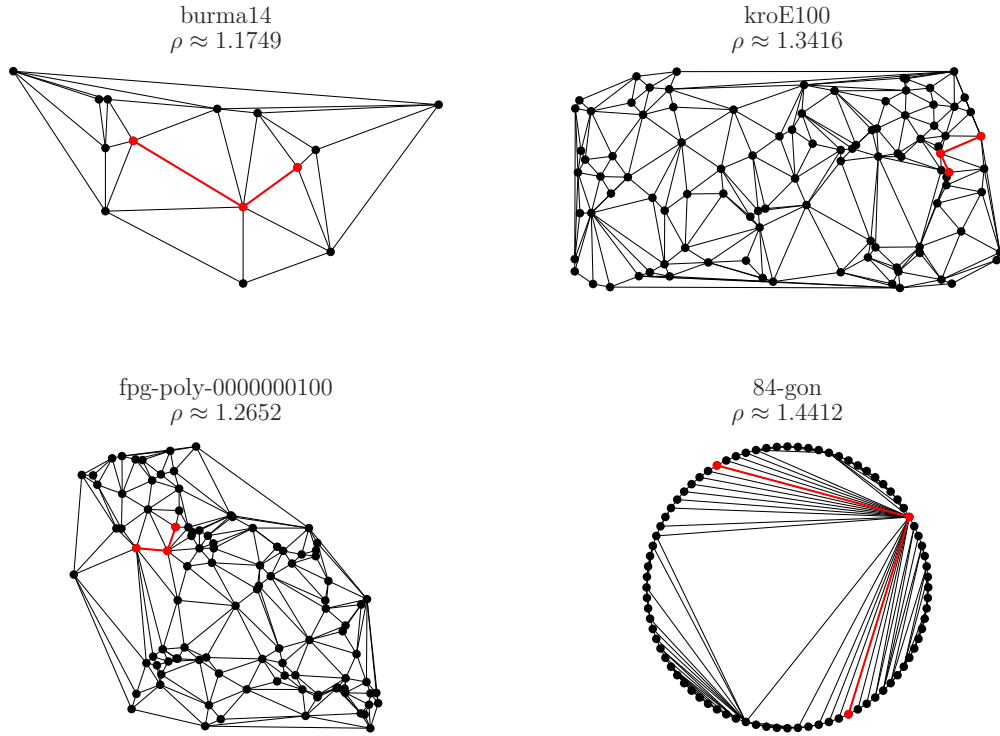 burma14
ρ ≈ 1.1749
kroE100
ρ ≈ 1.3416
fpg-poly-0000000100
ρ ≈ 1.2652
84-gon
ρ ≈ 1.4412